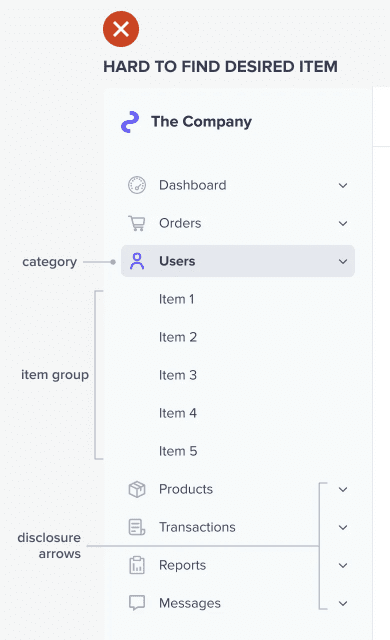 HARD TO FIND DESIRED ITEM
The Company
Dashboard
Orders
category
Users
Item 1
Item 2
item group
Item 3
Item 4
Item 5
Products
disclosure
arrows
Transactions
Reports
Messages